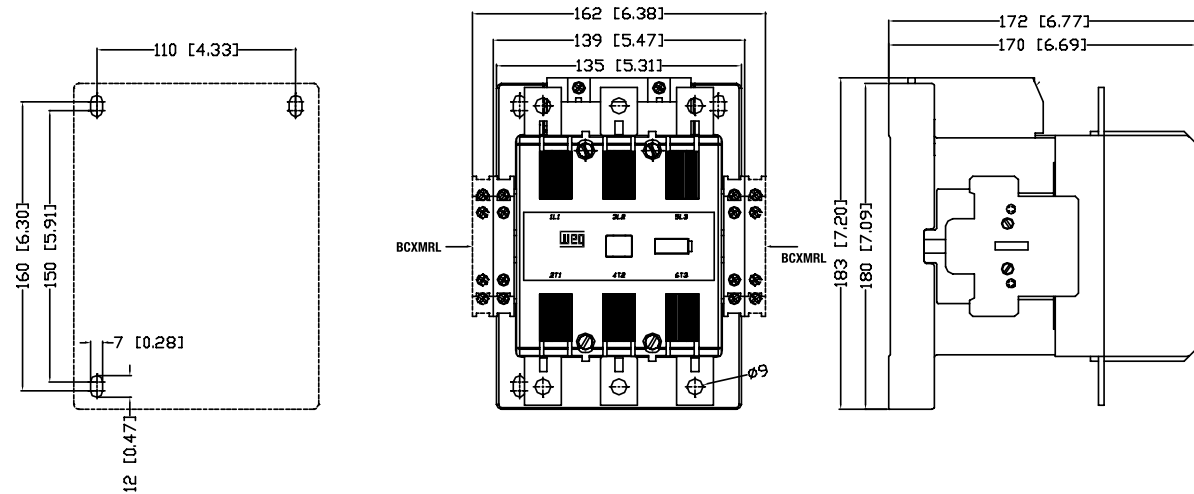 110 [4.33]
160 [6.30]
150 [5.91]
7 [0.28]
12 [0.47]
162 [6.38]
139 [5.47]
135 [5.31]
1L1 3L2 5L3
WEG
BCXMRL
BCXMRL
2T1 4T2 6T3
ø9
172 [6.77]
170 [6.69]
183 [7.20]
180 [7.09]